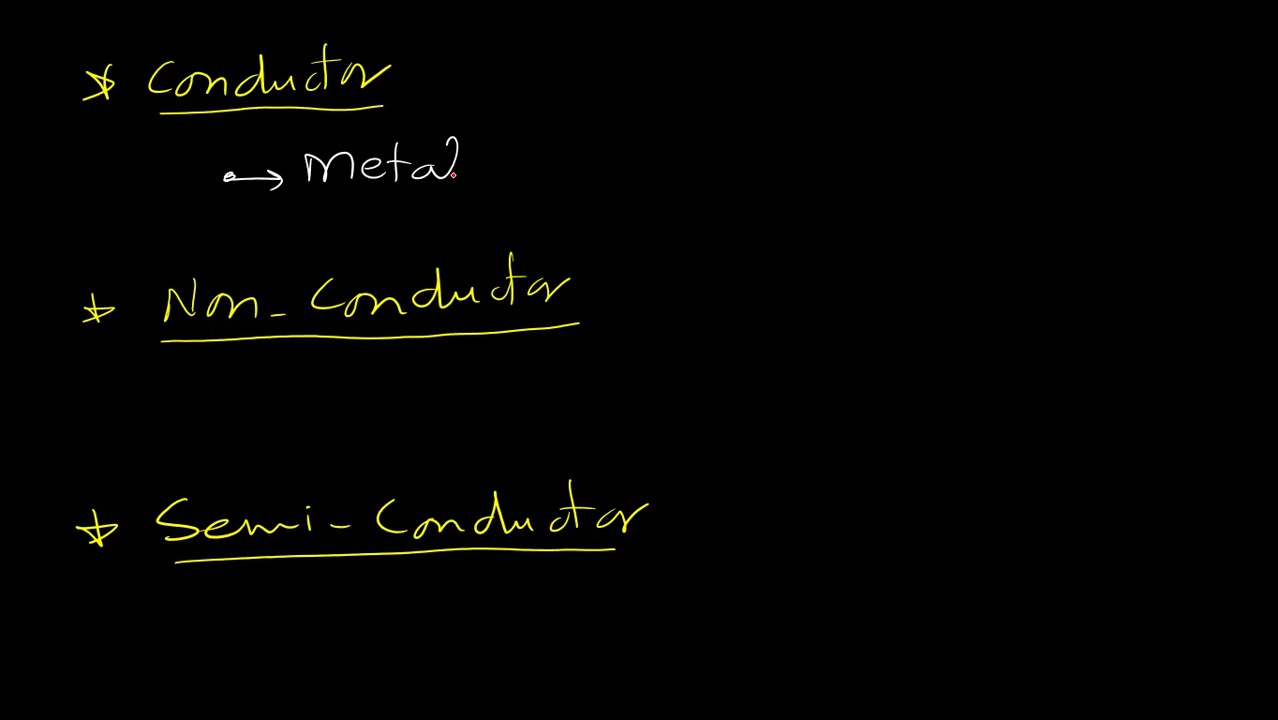 * Conductor
→ Metal
* Non-Conductor
* Semi-Conductor